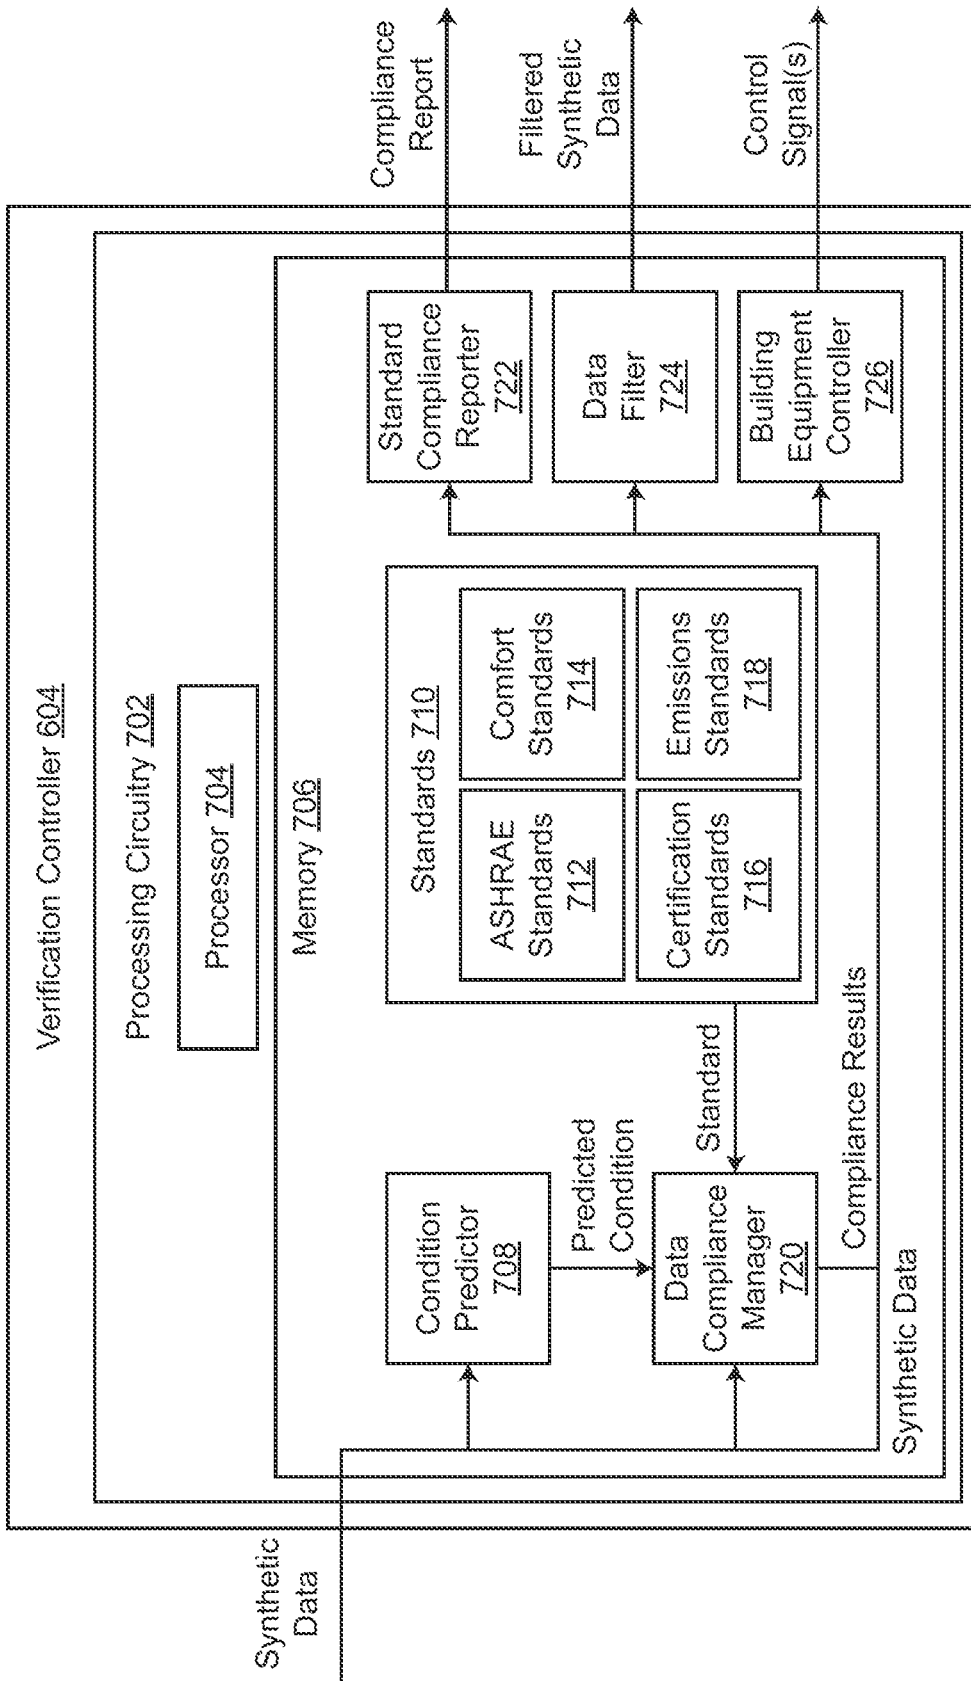 Verification Controller 604
Processing Circuitry 702
Processor 704
Memory 706
Synthetic
Data
Condition
Predictor
708
Predicted
Condition
Data
Compliance
Manager
720
Standard
Standards 710
ASHRAE
Standards
712
Comfort
Standards
714
Certification
Standards
716
Emissions
Standards
718
Compliance Results
Synthetic Data
Standard
Compliance
Reporter
722
Data
Filter
724
Building
Equipment
Controller
726
Compliance
Report
Filtered
Synthetic
Data
Control
Signal(s)